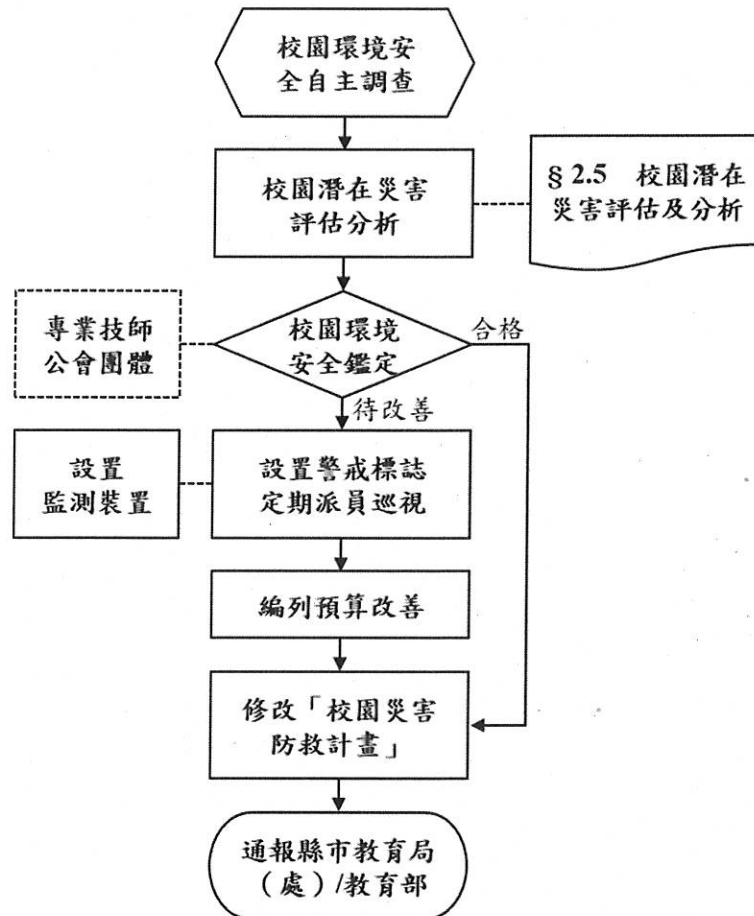 校園環境安
全自主調查
校園潛在災害
評估分析
§ 2.5 校園潛在
災害評估及分析
專業技師
公會團體
校園環境
安全鑑定
合格
待改善
設置
監測裝置
設置警戒標誌
定期派員巡視
編列預算改善
修改「校園災害
防救計畫」
通報縣市教育局
（處）/教育部